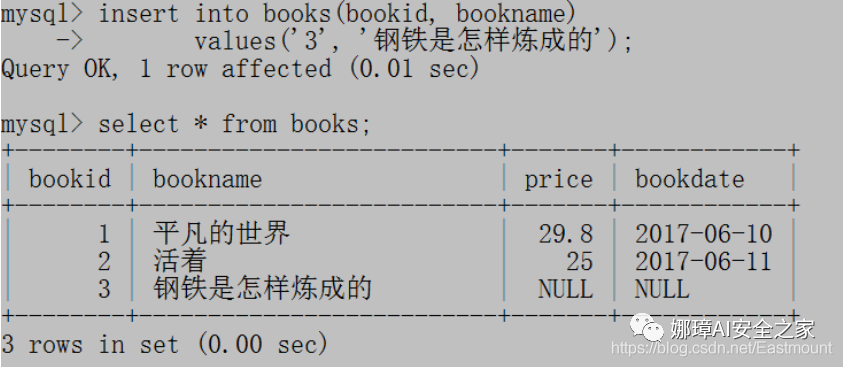 mysql> insert into books(bookid, bookname)
    ->       values('3', '钢铁是怎样炼成的');
Query OK, 1 row affected (0.01 sec)
mysql> select * from books;
+--------+------------------+-------+------------+
| bookid | bookname | price | bookdate |
+--------+------------------+-------+------------+
| 1 | 平凡的世界 | 29.8 | 2017-06-10 |
| 2 | 活着 | 25 | 2017-06-11 |
| 3 | 钢铁是怎样炼成的 | NULL | NULL |
+--------+------------------+-------+------------+
3 rows in set (0.00 sec)
娜璋AI安全之家
https://blog.csdn.net/Eastmount